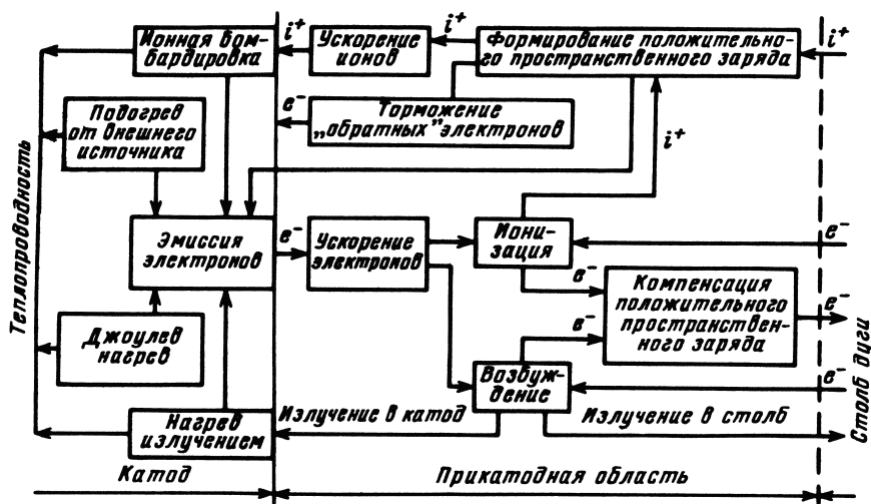 Ионная бом-
бардировка
i+
Ускорение
ионов
i+
Формирование положительно-
го пространственного заряда
i+
Подогрев
от внешнего
источника
e-
Торможение
„обратных” электронов
i+
Теплопроводность
Эмиссия
электронов
e-
Ускорение
электронов
Иони-
зация
e-
e-
Компенсация
положительного
пространствен-
ного заряда
e-
Джоулев
нагрев
e-
Возбуж-
дение
e-
Столб дуги
Нагрев
излучением
Излучение в катод
Излучение в столб
Катод
Прикатодная область